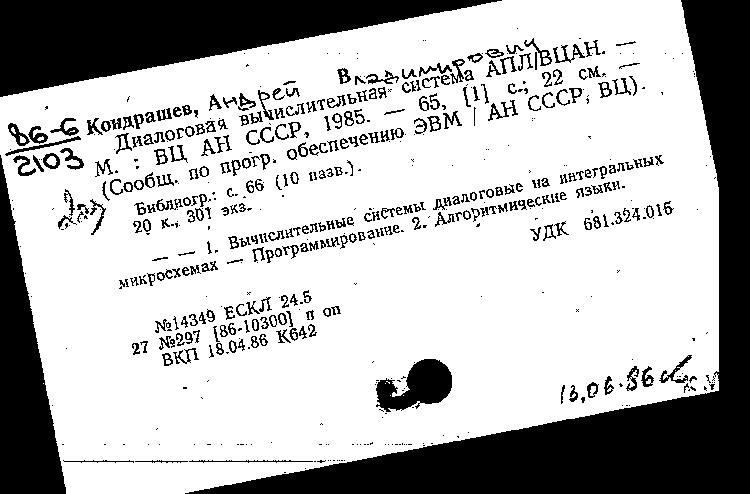 86-6
2103
Кондрашев, Андрей Владимирович
Диалоговая вычислительная система АПЛ/ВЦАН. —
М. : ВЦ АН СССР, 1985. — 65, [1] с.; 22 см. —
(Сообщ. по прогр. обеспечению ЭВМ / АН СССР, ВЦ).
Библиогр.: с. 66 (10 назв.).
20 к., 301 экз.
— — 1. Вычислительные системы диалоговые на интегральных
микросхемах — Программирование. 2. Алгоритмические языки.
УДК 681.324.016
№14349 ЕСКЛ 24.5
27 №297 [86-10300] п оп
ВКП 18.04.86 К642
13.06.86